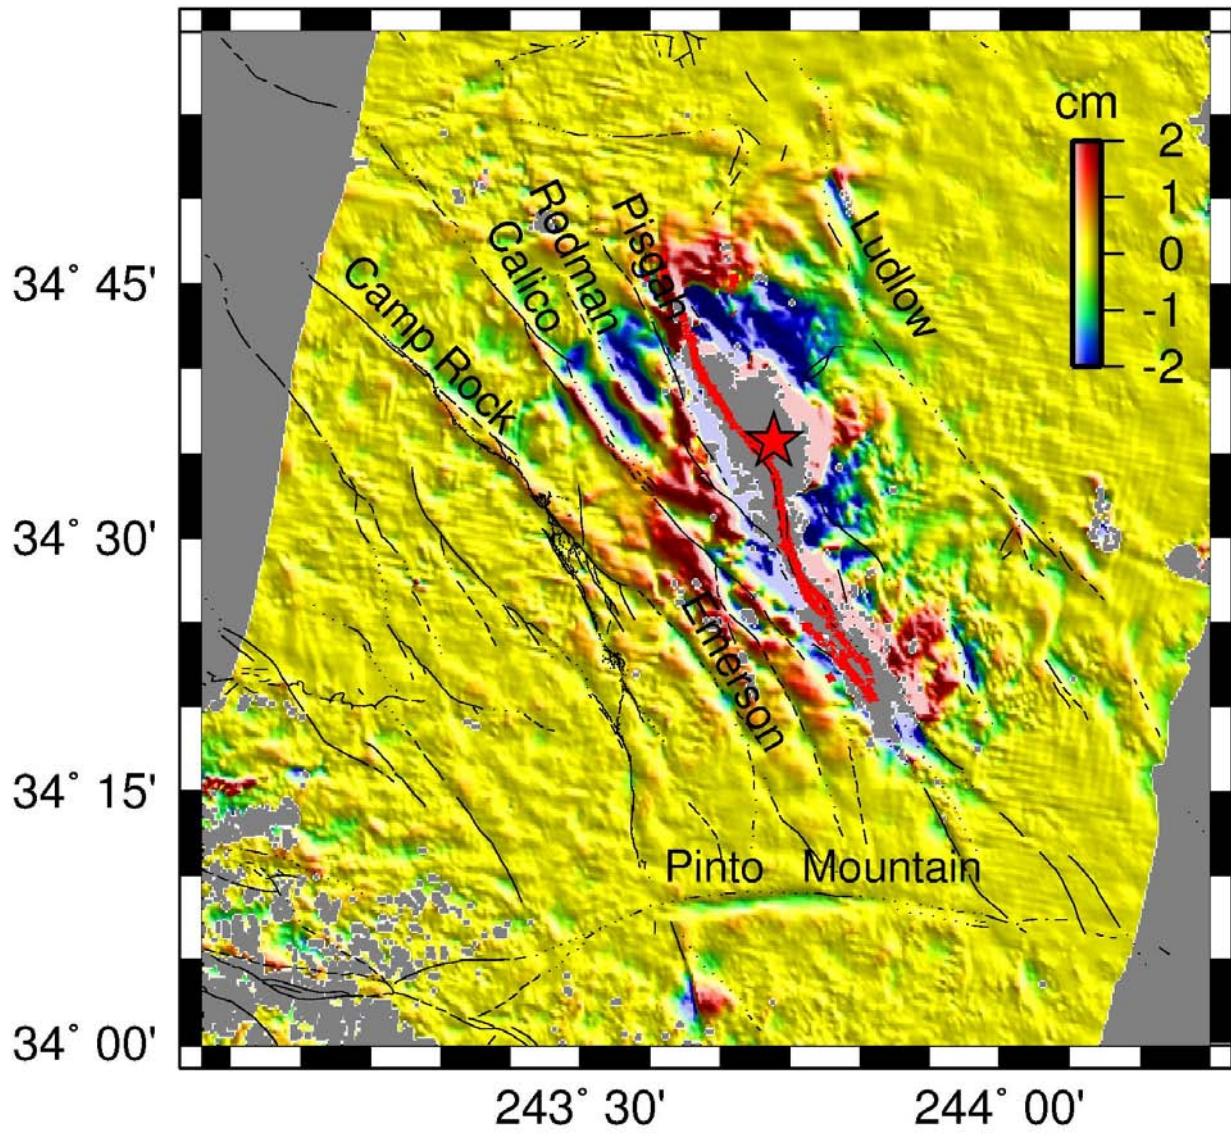 cm
2
1
0
-1
-2
Ludlow
Pisgah
Rodman
Calico
Camp Rock
Emerson
Pinto Mountain
34° 45'
34° 30'
34° 15'
34° 00'
243° 30'
244° 00'